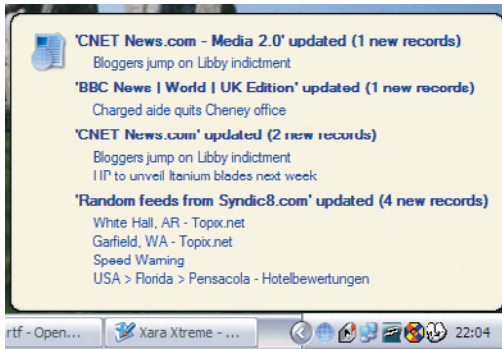 'CNET News.com - Media 2.0' updated (1 new records)
Bloggers jump on Libby indictment
'BBC News | World | UK Edition' updated (1 new records)
Charged aide quits Cheney office
'CNET News.com' updated (2 new records)
Bloggers jump on Libby indictment
HP to unveil Itanium blades next week
'Random feeds from Syndic8.com' updated (4 new records)
White Hall, AR - Topix.net
Garfield, WA - Topix.net
Speed Warning
USA > Florida > Pensacola - Hotelbewertungen
rtf - Open... Xara Xtreme - ... 22:04